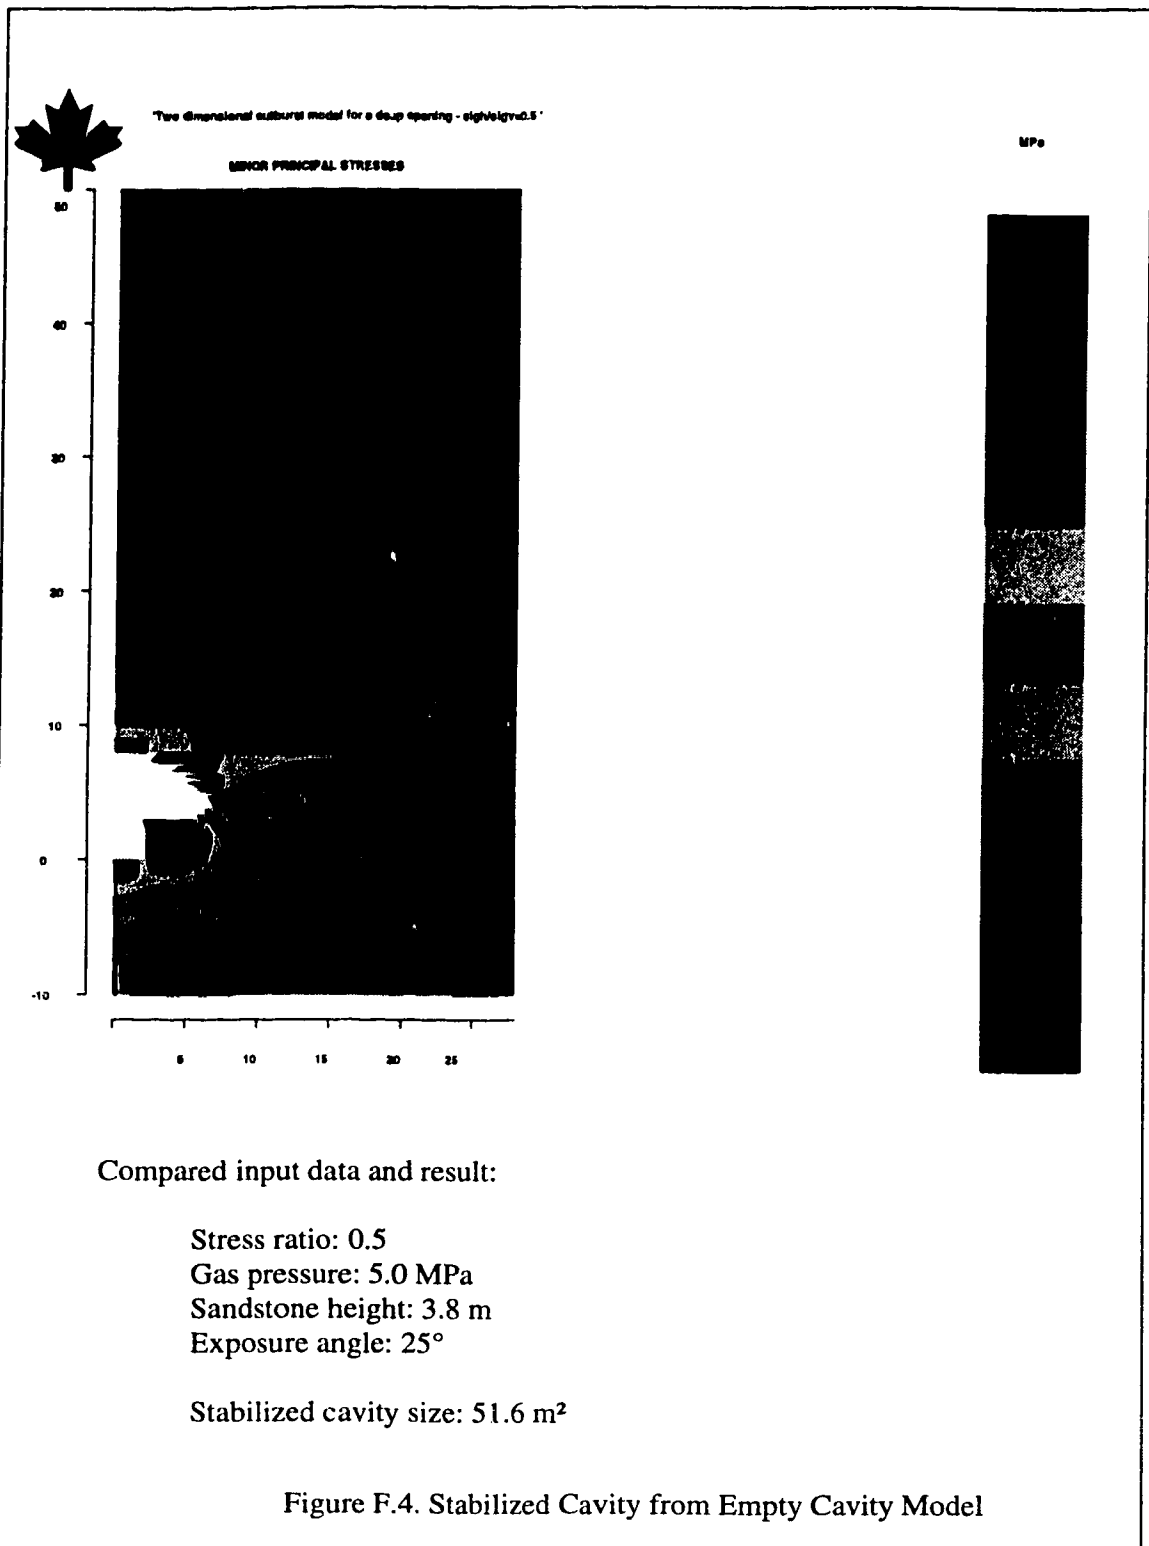 "Two dimensional outburst model for a deep opening - sigh/sigv=0.5 "
MPa
MINOR PRINCIPAL STRESSES
50
40
30
20
10
0
-10
5 10 15 20 25
Compared input data and result:
Stress ratio: 0.5
Gas pressure: 5.0 MPa
Sandstone height: 3.8 m
Exposure angle: 25°
Stabilized cavity size: 51.6 m²
Figure F.4. Stabilized Cavity from Empty Cavity Model